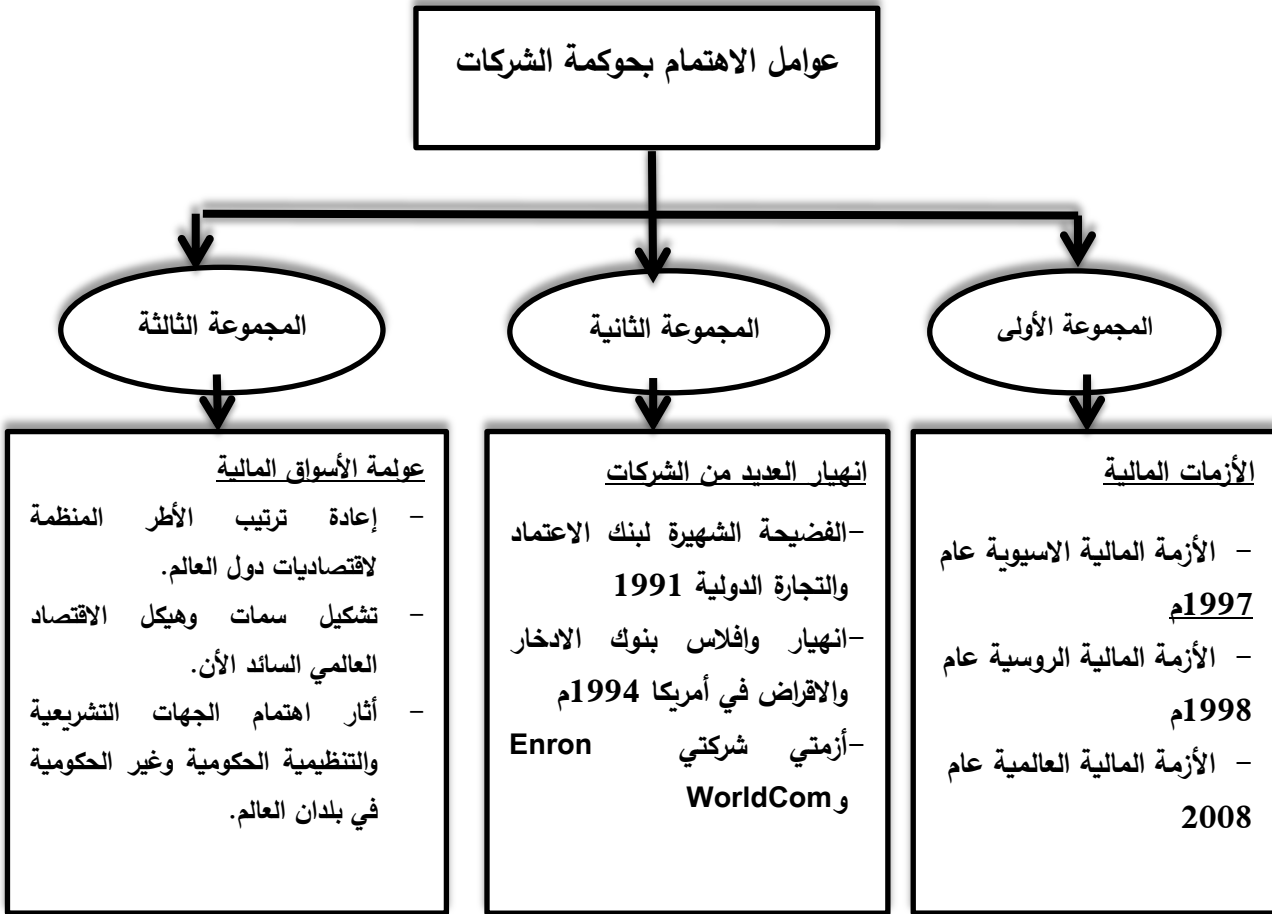 عوامل الاهتمام بحوكمة الشركات
المجموعة الأولى
المجموعة الثانية
المجموعة الثالثة
الأزمات المالية
- الأزمة المالية الاسيوية عام
1997م
- الأزمة المالية الروسية عام
1998م
- الأزمة المالية العالمية عام
2008
انهيار العديد من الشركات
-الفضيحة الشهيرة لبنك الاعتماد
والتجارة الدولية 1991
-انهيار وافلاس بنوك الادخار
والاقراض في أمريكا 1994م
-أزمتي شركتي Enron
وWorldCom
عولمة الأسواق المالية
- إعادة ترتيب الأطر المنظمة
لاقتصاديات دول العالم.
- تشكيل سمات وهيكل الاقتصاد
العالمي السائد الأن.
- أثار اهتمام الجهات التشريعية
والتنظيمية الحكومية وغير الحكومية
في بلدان العالم.